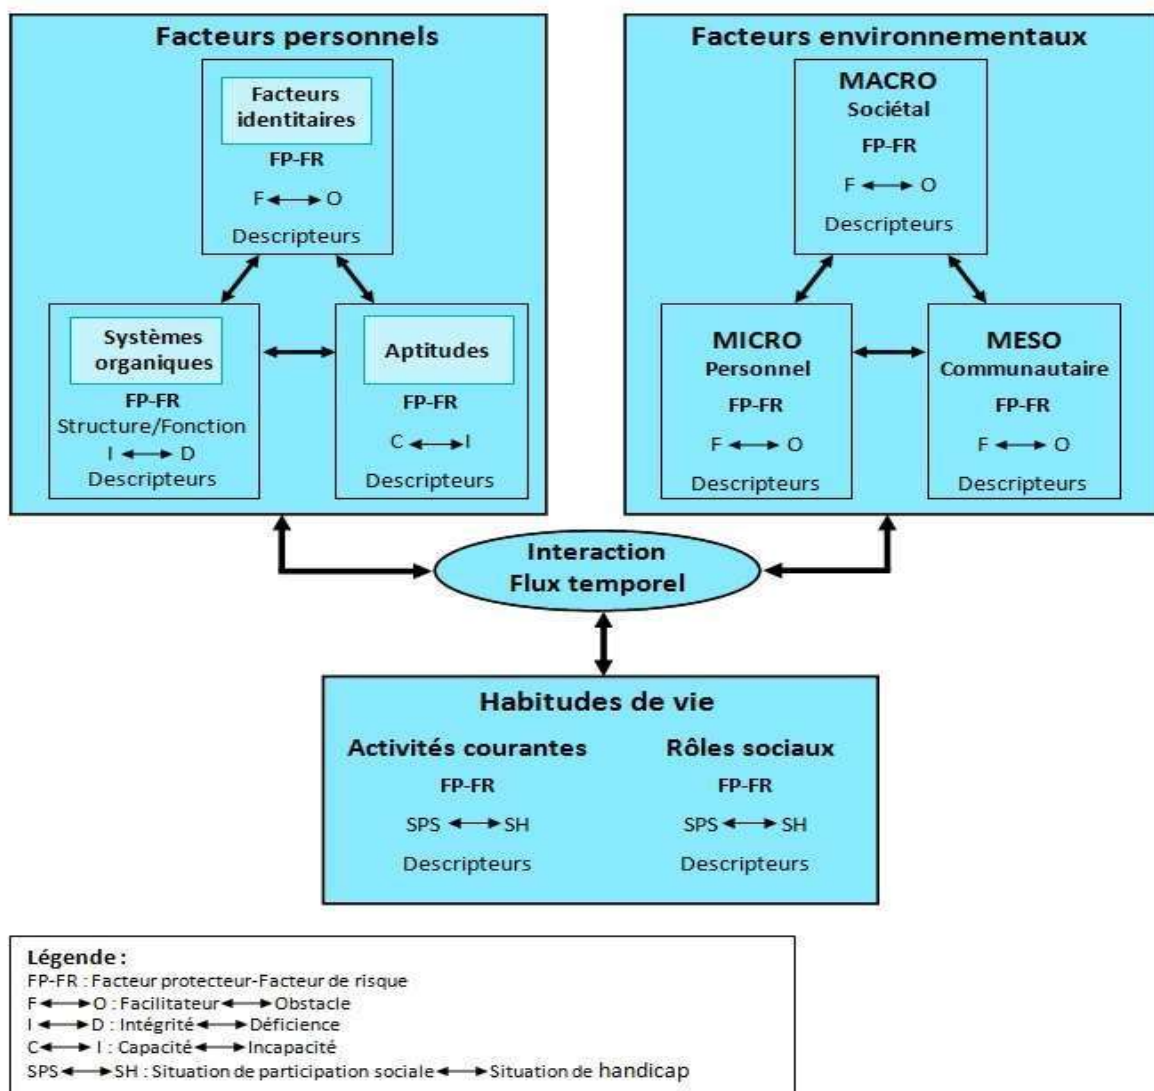 Facteurs personnels
Facteurs
identitaires
FP-FR
F ↔ O
Descripteurs
Systèmes
organiques
FP-FR
Structure/Fonction
I ↔ D
Descripteurs
Aptitudes
FP-FR
C ↔ I
Descripteurs
Facteurs environnementaux
MACRO
Sociétal
FP-FR
F ↔ O
Descripteurs
MICRO
Personnel
FP-FR
F ↔ O
Descripteurs
MESO
Communautaire
FP-FR
F ↔ O
Descripteurs
Interaction
Flux temporel
Habitudes de vie
Activités courantes
FP-FR
SPS ↔ SH
Descripteurs
Rôles sociaux
FP-FR
SPS ↔ SH
Descripteurs
Légende :
FP-FR : Facteur protecteur-Facteur de risque
F ↔ O : Facilitateur ↔ Obstacle
I ↔ D : Intégrité ↔ Déficience
C ↔ I : Capacité ↔ Incapacité
SPS ↔ SH : Situation de participation sociale ↔ Situation de handicap